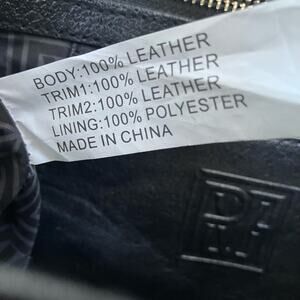 BODY:100% LEATHER
TRIM1:100% LEATHER
TRIM2:100% LEATHER
LINING:100% POLYESTER
MADE IN CHINA